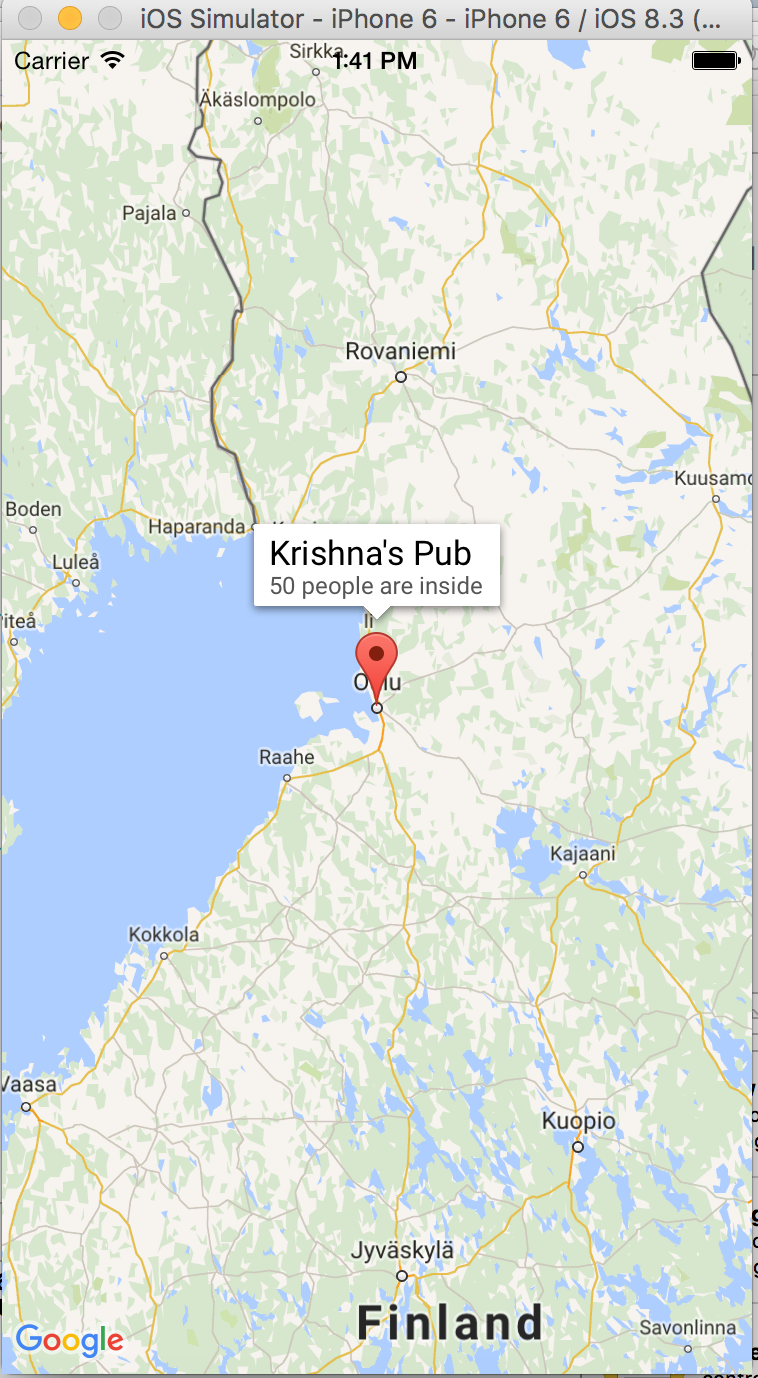 iOS Simulator - iPhone 6 - iPhone 6 / iOS 8.3 (...
Carrier 1:41 PM
Sirkka
Äkäslompolo
Pajala
Rovaniemi
Kuusamo
Boden
Haparanda
Luleå
Krishna's Pub
50 people are inside
Piteå
Ii
Oulu
Raahe
Kajaani
Kokkola
Vaasa
Kuopio
Jyväskylä
Finland
Savonlinna
Google